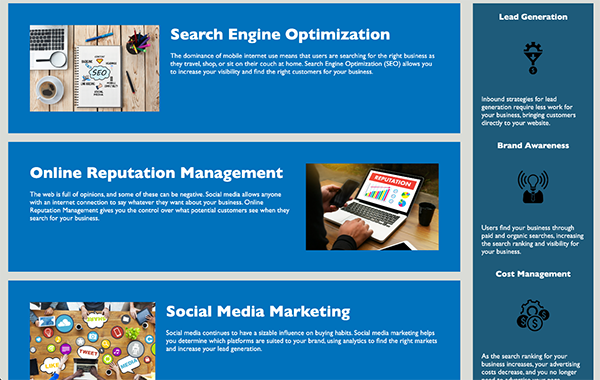 Search Engine Optimization
The dominance of mobile internet use means that users are searching for the right business as
they travel, shop, or sit on their couch at home. Search Engine Optimization (SEO) allows you
to increase your visibility and find the right customers for your business.
SEO
Online Reputation Management
The web is full of opinions, and some of these can be negative. Social media allows anyone
with an internet connection to say whatever they want about your business. Online
Reputation Management gives you the control over what potential customers see when they
search for your business.
REPUTATION
Social Media Marketing
Social media continues to have a sizable influence on buying habits. Social media marketing helps
you determine which platforms are suited to your brand, using analytics to find the right markets
and increase your lead generation.
TWEET
LIKE
MEDIA
Lead Generation
Inbound strategies for lead
generation require less work for
your business, bringing customers
directly to your website.
Brand Awareness
Users find your business through
paid and organic searches, increasing
the search ranking and visibility for
your business.
Cost Management
As the search ranking for your
business increases, your advertising
costs decrease, and you no longer